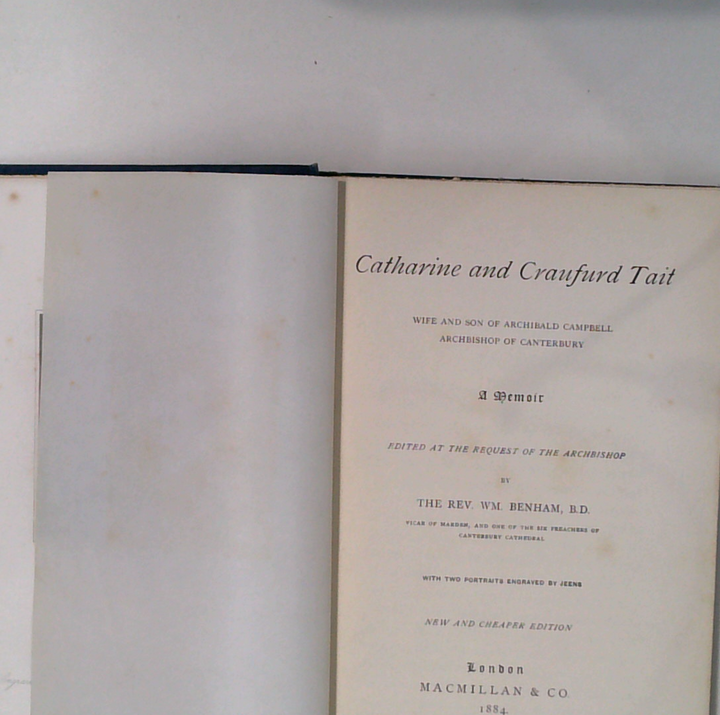 Catharine and Craufurd Tait
WIFE AND SON OF ARCHIBALD CAMPBELL
ARCHBISHOP OF CANTERBURY
A Memoir
EDITED AT THE REQUEST OF THE ARCHBISHOP
BY
THE REV. WM. BENHAM, B.D.
VICAR OF MARDEN, AND ONE OF THE SIX PREACHERS OF
CANTERBURY CATHEDRAL
WITH TWO PORTRAITS ENGRAVED BY JEENS
NEW AND CHEAPER EDITION
London
MACMILLAN & CO.
1884.